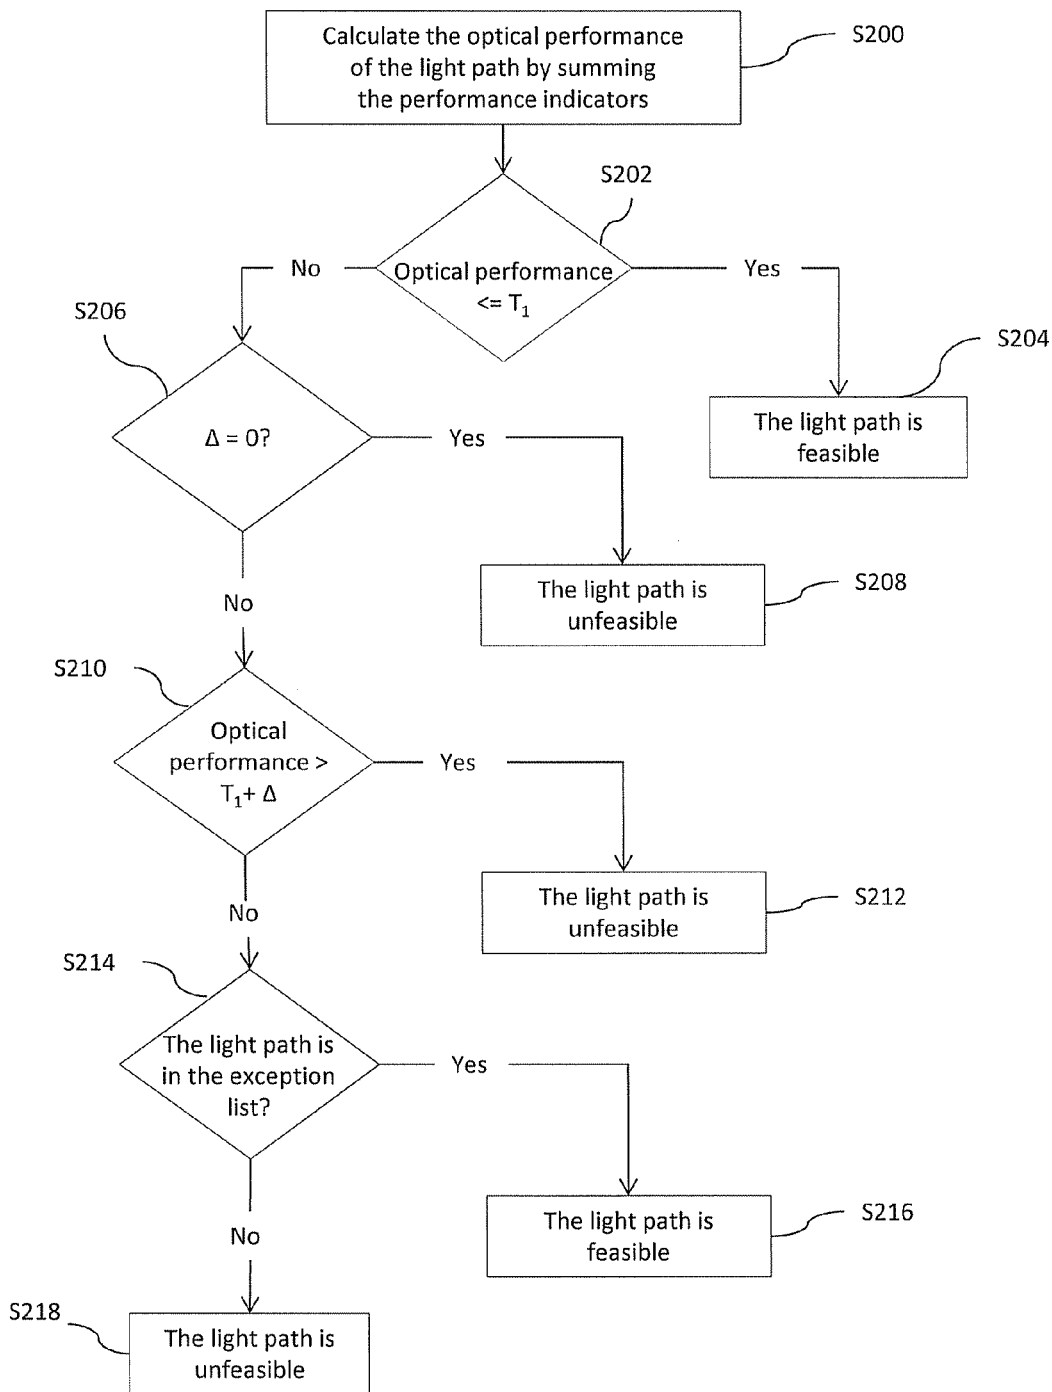 Calculate the optical performance
of the light path by summing
the performance indicators
S200
S202
Optical performance
<= T₁
No
Yes
S206
S204
The light path is
feasible
Δ = 0?
Yes
No
The light path is
unfeasible
S208
S210
Optical
performance >
T₁+ Δ
Yes
No
The light path is
unfeasible
S212
S214
The light path is
in the exception
list?
Yes
No
The light path is
feasible
S216
S218
The light path is
unfeasible